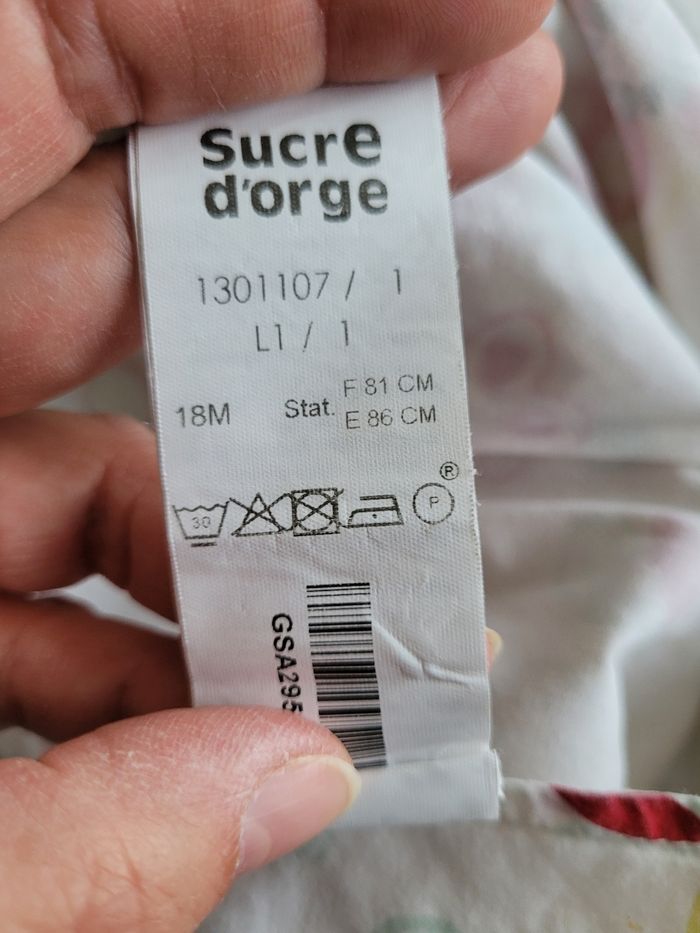 Sucre
d'orge
1301107 / 1
L1 / 1
18M Stat. F 81 CM
E 86 CM
®
30 P
GSA295